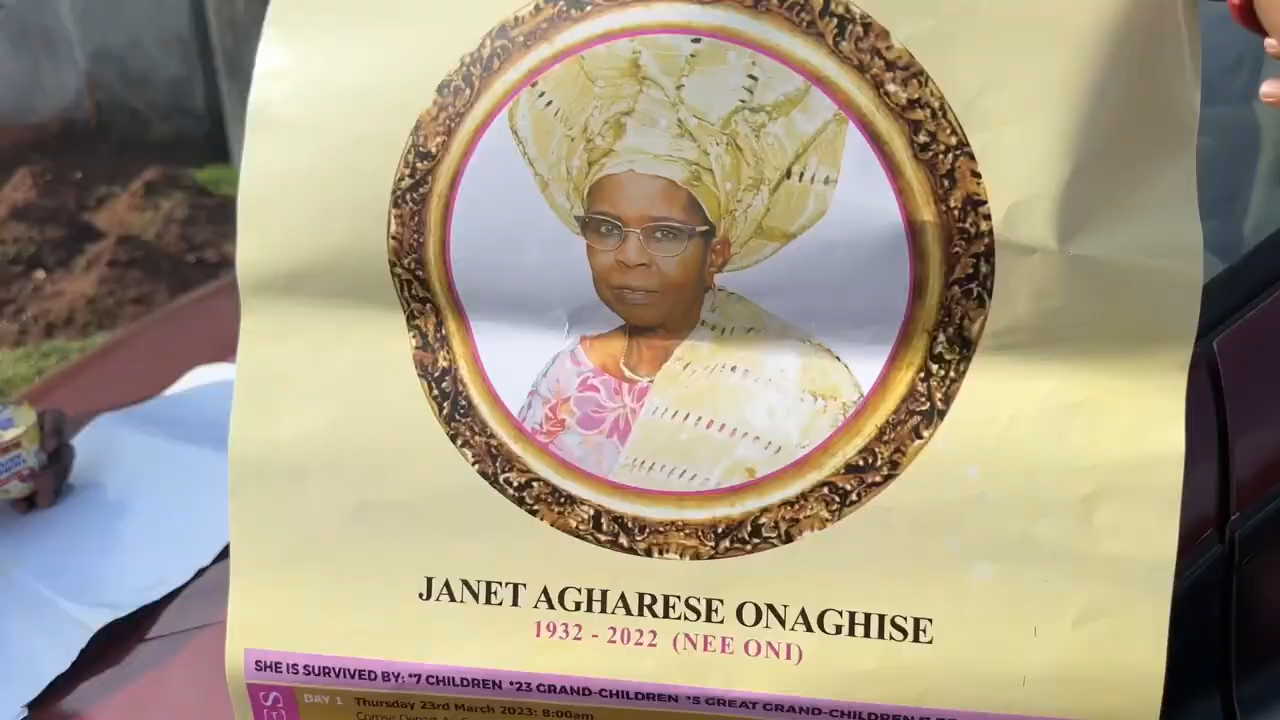 JANET AGHARESE ONAGHISE
1932 - 2022 (NEE ONI)
SHE IS SURVIVED BY: *7 CHILDREN *23 GRAND-CHILDREN *5 GREAT GRAND-CHILDREN
DAY 1 Thursday 23rd March 2023: 8:00am